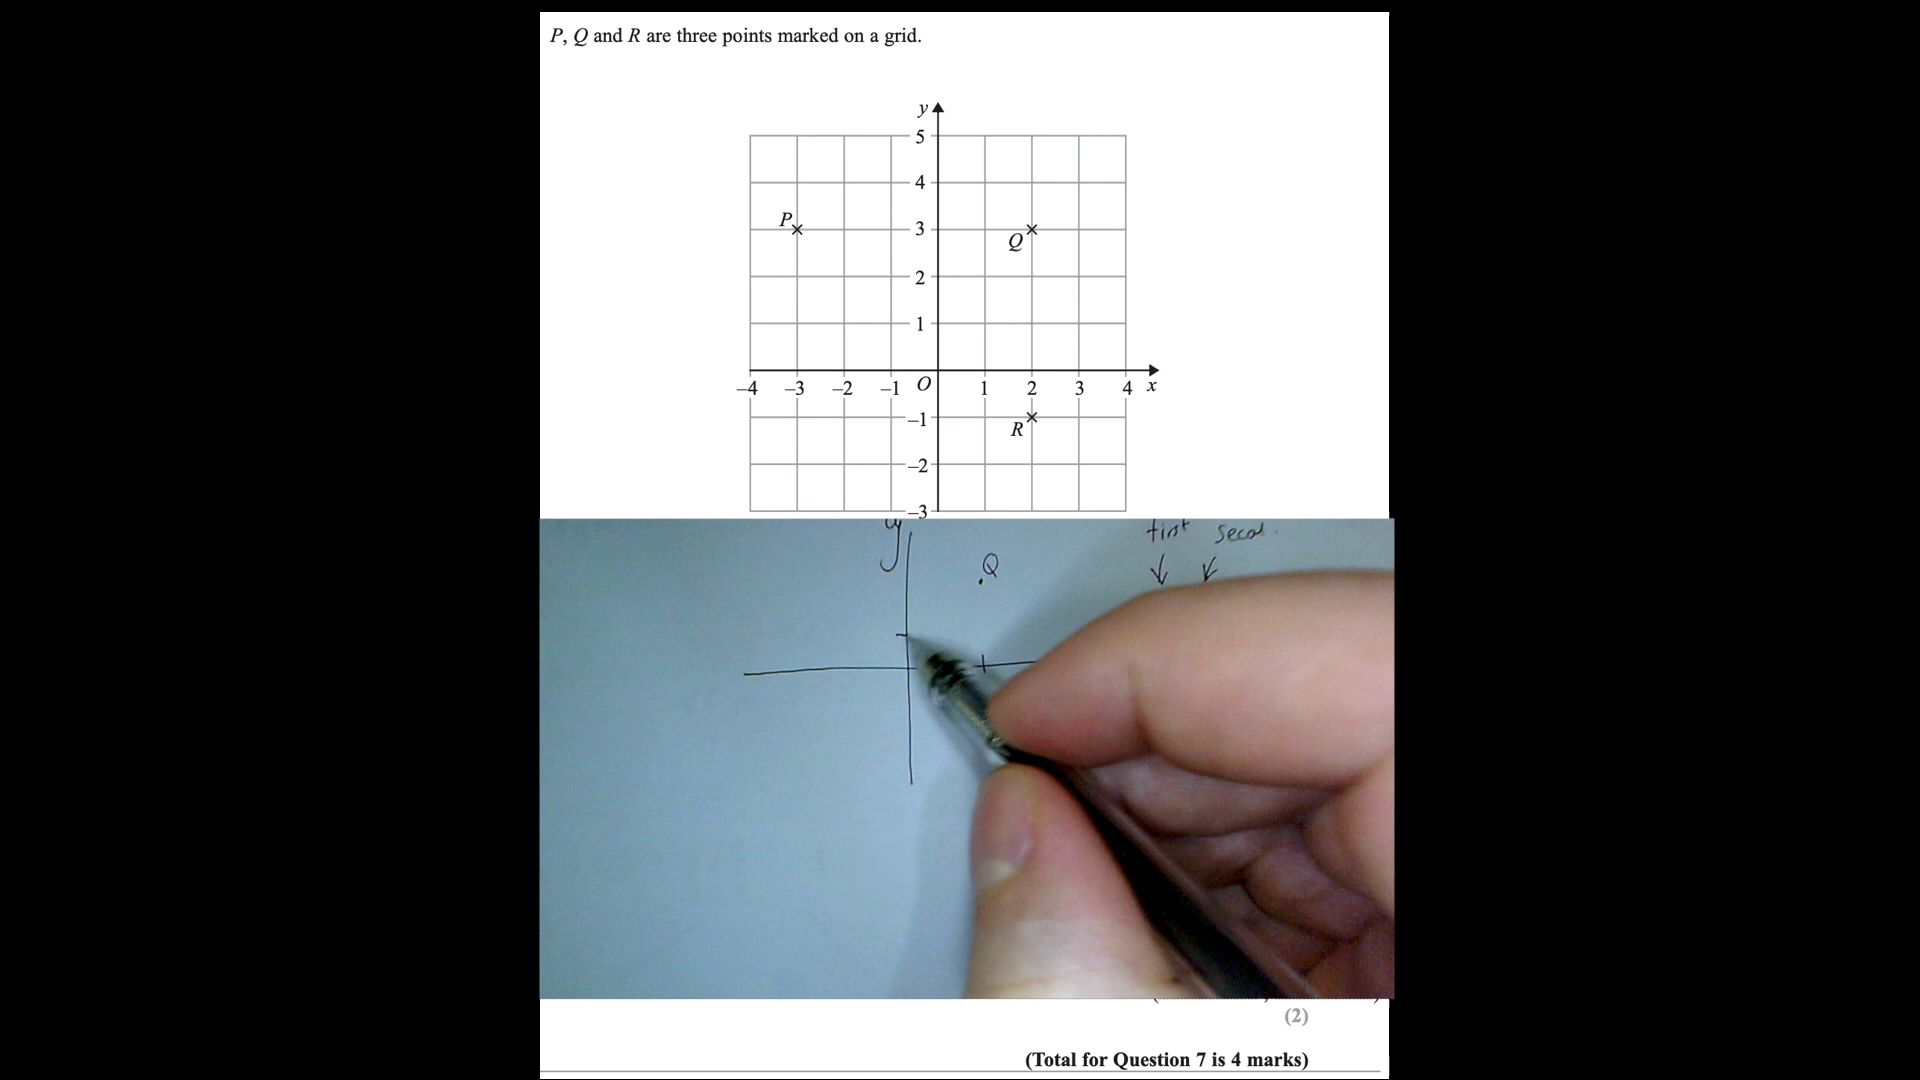 P, Q and R are three points marked on a grid.
y
5
4
P
3
Q
2
1
–4 –3 –2 –1 O 1 2 3 4 x
–1
R
–2
–3
y
first
.Q
(2)
(Total for Question 7 is 4 marks)